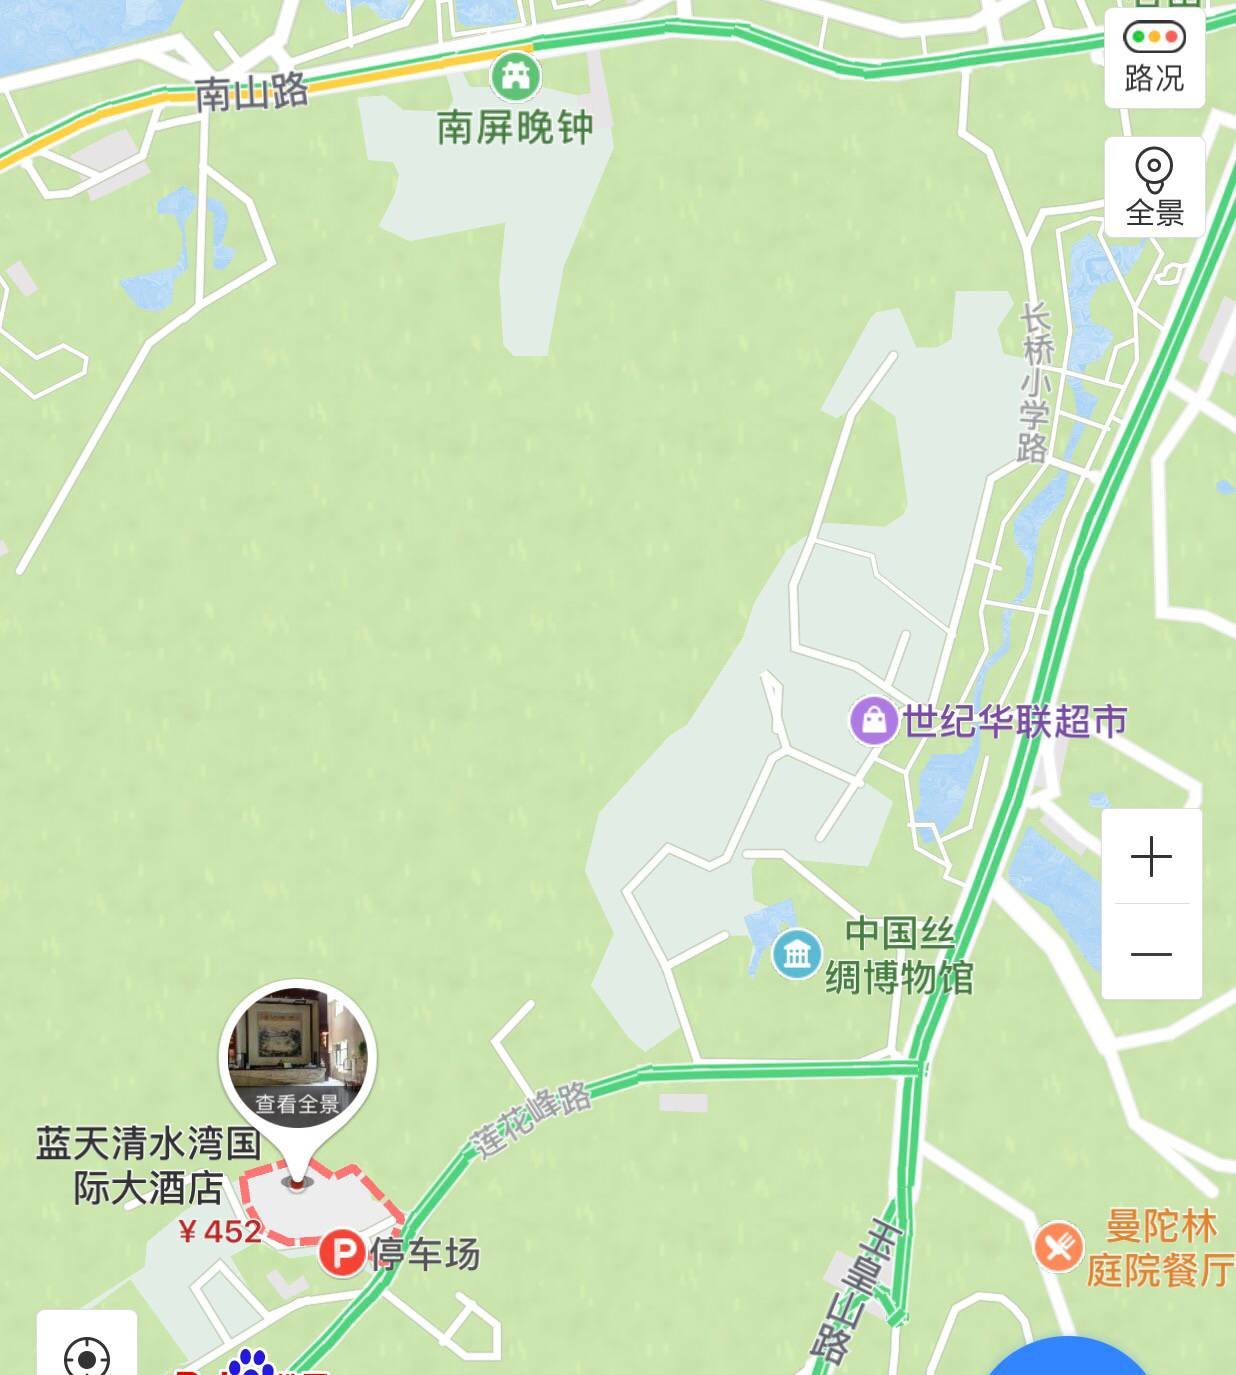 路况
南山路
南屏晚钟
全景
长桥小学路
世纪华联超市
中国丝
绸博物馆
查看全景
莲花峰路
蓝天清水湾国
际大酒店
¥452
P
停车场
玉皇山路
曼陀林
庭院餐厅